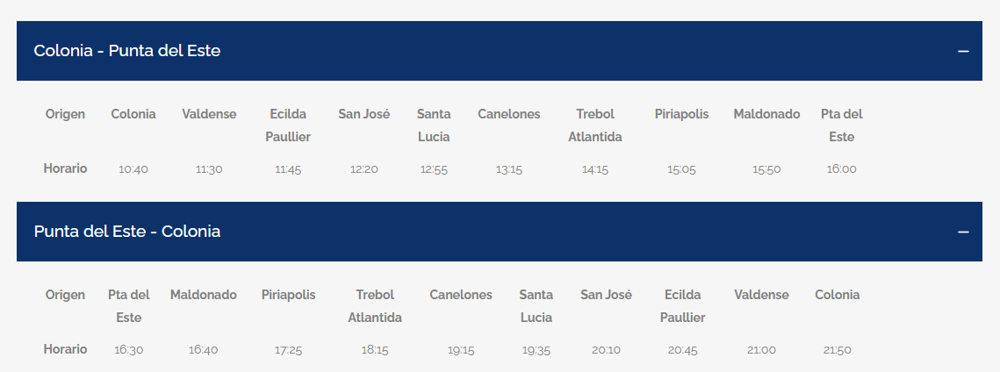 Colonia - Punta del Este
Origen Colonia Valdense Ecilda Paullier San José Santa Lucia Canelones Trebol Atlantida Piriapolis Maldonado Pta del Este
Horario 10:40 11:30 11:45 12:20 12:55 13:15 14:15 15:05 15:50 16:00
Punta del Este - Colonia
Origen Pta del Este Maldonado Piriapolis Trebol Atlantida Canelones Santa Lucia San José Ecilda Paullier Valdense Colonia
Horario 16:30 16:40 17:25 18:15 19:15 19:35 20:10 20:45 21:00 21:50